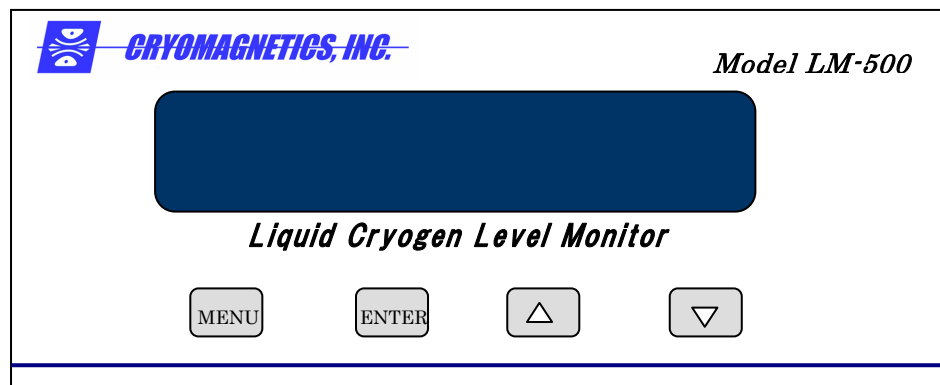 CRYOMAGNETICS, INC.
Model LM-500
Liquid Cryogen Level Monitor
MENU ENTER